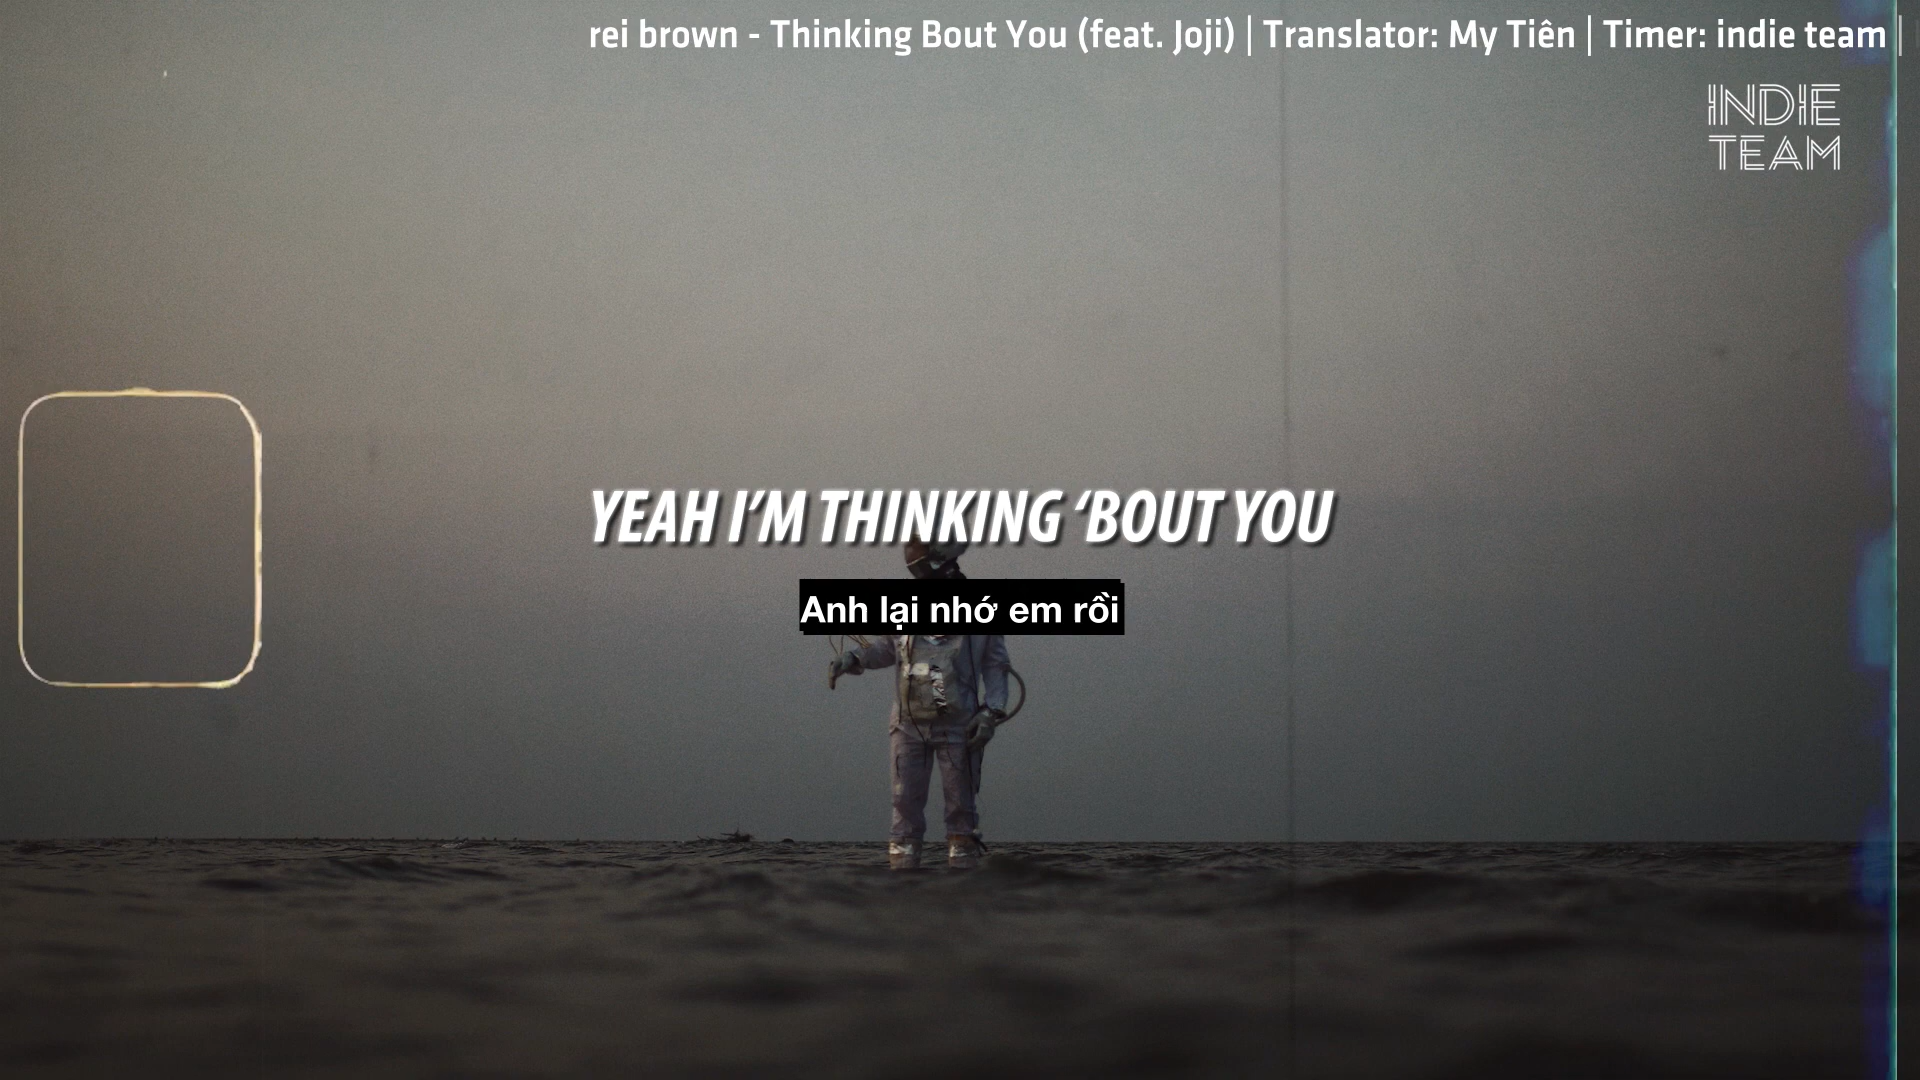 rei brown - Thinking Bout You (feat. Joji) | Translator: My Tiên | Timer: indie team |
INDIE
TEAM
YEAH I’M THINKING ‘BOUT YOU
Anh lại nhớ em rồi